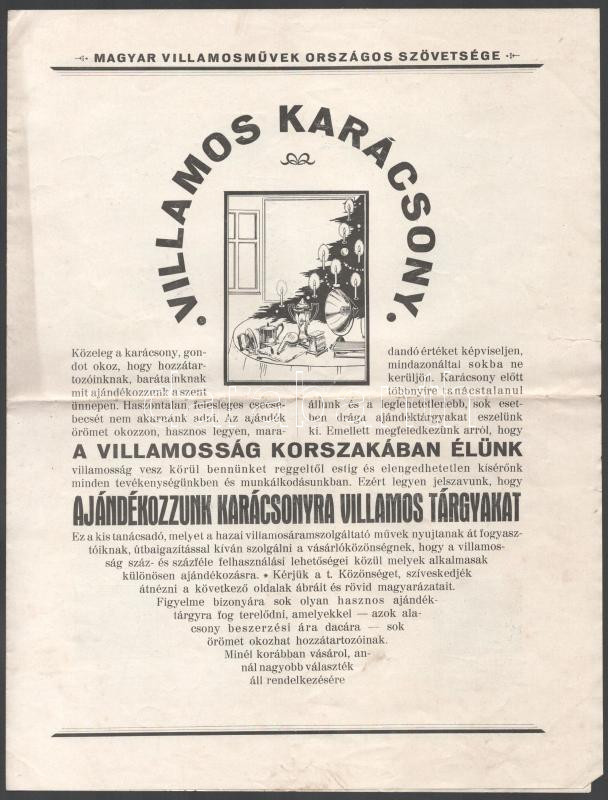 MAGYAR VILLAMOSMŰVEK ORSZÁGOS SZÖVETSÉGE
VILLAMOS KARÁCSONY.
Közeleg a karácsony, gon-
dot okoz, hogy hozzátar-
tozóinknak, barátainknak
mit ajándékozzunk a szent
ünnepen. Haszontalan felesleges csecse-
becsét nem akarnánk adni. Az ajándék
örömet okozzon, hasznos legyen, mara-
dandó értéket képviseljen,
mindazonáltal sokba ne
kerüljön. Karácsony előtt
többnyire tanácstalanul
állunk és a leglehetetlenebb, sok eset-
ben drága ajándéktárgyakat eszelünk
ki. Emellett megfeledkezünk arról, hogy
A VILLAMOSSÁG KORSZAKÁBAN ÉLÜNK
villamosság vesz körül bennünket reggeltől estig és elengedhetetlen kísérőnk
minden tevékenységünkben és munkálkodásunkban. Ezért legyen jelszavunk, hogy
AJÁNDÉKOZZUNK KARÁCSONYRA VILLAMOS TÁRGYAKAT
Ez a kis tanácsadó, melyet a hazai villamosáramszolgáltató művek nyujtanak át fogyasz-
tóiknak, útbaigazítással kíván szolgálni a vásárlóközönségnek, hogy a villamos-
ság száz- és százféle felhasználási lehetőségei közül melyek alkalmasak
különösen ajándékozásra. • Kérjük a t. Közönséget, szíveskedjék
átnézni a következő oldalak ábráit és rövid magyarázatait.
Figyelme bizonyára sok olyan hasznos ajándék-
tárgyra fog terelődni, amelyekkel — azok ala-
csony beszerzési ára dacára — sok
örömet okozhat hozzátartozóinak.
Minél korábban vásárol, an-
nál nagyobb választék
áll rendelkezésére